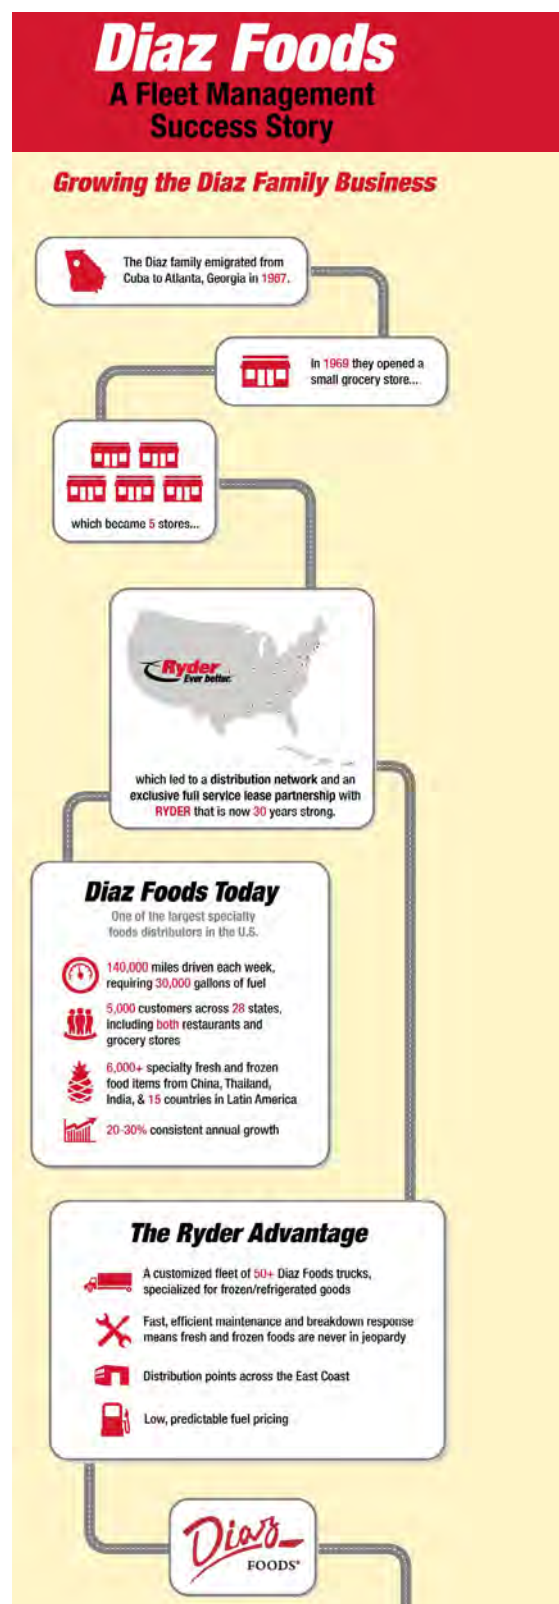 Diaz Foods
A Fleet Management
Success Story
Growing the Diaz Family Business
The Diaz family emigrated from
Cuba to Atlanta, Georgia in 1967.
In 1969 they opened a
small grocery store...
which became 5 stores...
Ryder
Ever better.
which led to a distribution network and an
exclusive full service lease partnership with
RYDER that is now 30 years strong.
Diaz Foods Today
One of the largest specialty
foods distributors in the U.S.
140,000 miles driven each week,
requiring 30,000 gallons of fuel
5,000 customers across 28 states,
including both restaurants and
grocery stores
6,000+ specialty fresh and frozen
food items from China, Thailand,
India, & 15 countries in Latin America
20-30% consistent annual growth
The Ryder Advantage
A customized fleet of 50+ Diaz Foods trucks,
specialized for frozen/refrigerated goods
Fast, efficient maintenance and breakdown response
means fresh and frozen foods are never in jeopardy
Distribution points across the East Coast
Low, predictable fuel pricing
Diaz
FOODS®